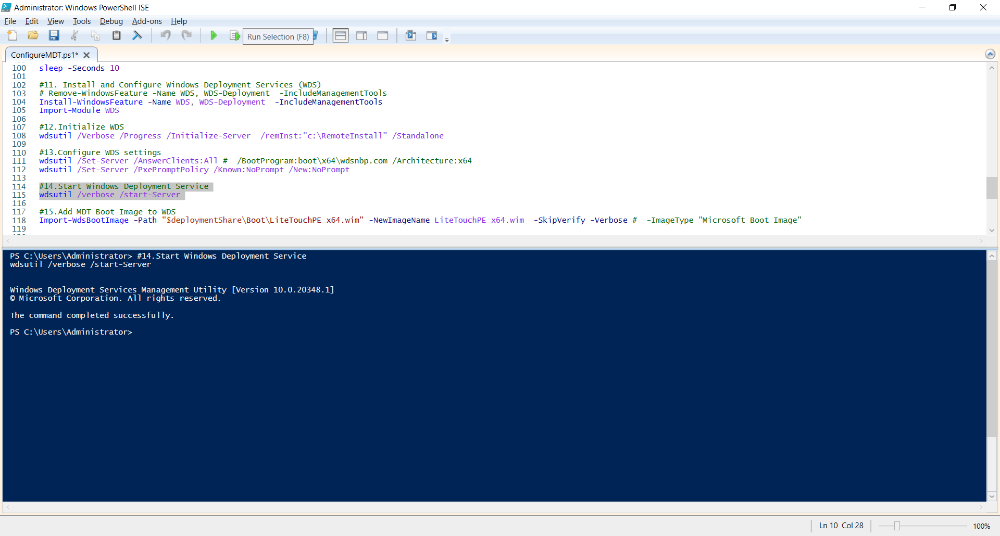 Administrator: Windows PowerShell ISE
File Edit View Tools Debug Add-ons Help
Run Selection (F8)
ConfigureMDT.ps1*
100 sleep -Seconds 10
101
102 #11. Install and Configure Windows Deployment Services (WDS)
103 # Remove-WindowsFeature -Name WDS, WDS-Deployment  -IncludeManagementTools
104 Install-WindowsFeature -Name WDS, WDS-Deployment  -IncludeManagementTools
105 Import-Module WDS
106
107 #12.Initialize WDS
108 wdsutil /Verbose /Progress /Initialize-Server  /remInst:"c:\RemoteInstall" /Standalone
109
110 #13.Configure WDS settings
111 wdsutil /Set-Server /AnswerClients:All #  /BootProgram:boot\x64\wdsnbp.com /Architecture:x64
112 wdsutil /Set-Server /PxePromptPolicy /Known:NoPrompt /New:NoPrompt
113
114 #14.Start Windows Deployment Service
115 wdsutil /verbose /start-Server
116
117 #15.Add MDT Boot Image to WDS
118 Import-WdsBootImage -Path "$deploymentShare\Boot\LiteTouchPE_x64.wim" -NewImageName LiteTouchPE_x64.wim  -SkipVerify -Verbose #  -ImageType "Microsoft Boot Image"
119
PS C:\Users\Administrator> #14.Start Windows Deployment Service
wdsutil /verbose /start-Server
Windows Deployment Services Management Utility [Version 10.0.20348.1]
© Microsoft Corporation. All rights reserved.
The command completed successfully.
PS C:\Users\Administrator>
Ln 10 Col 28 100%